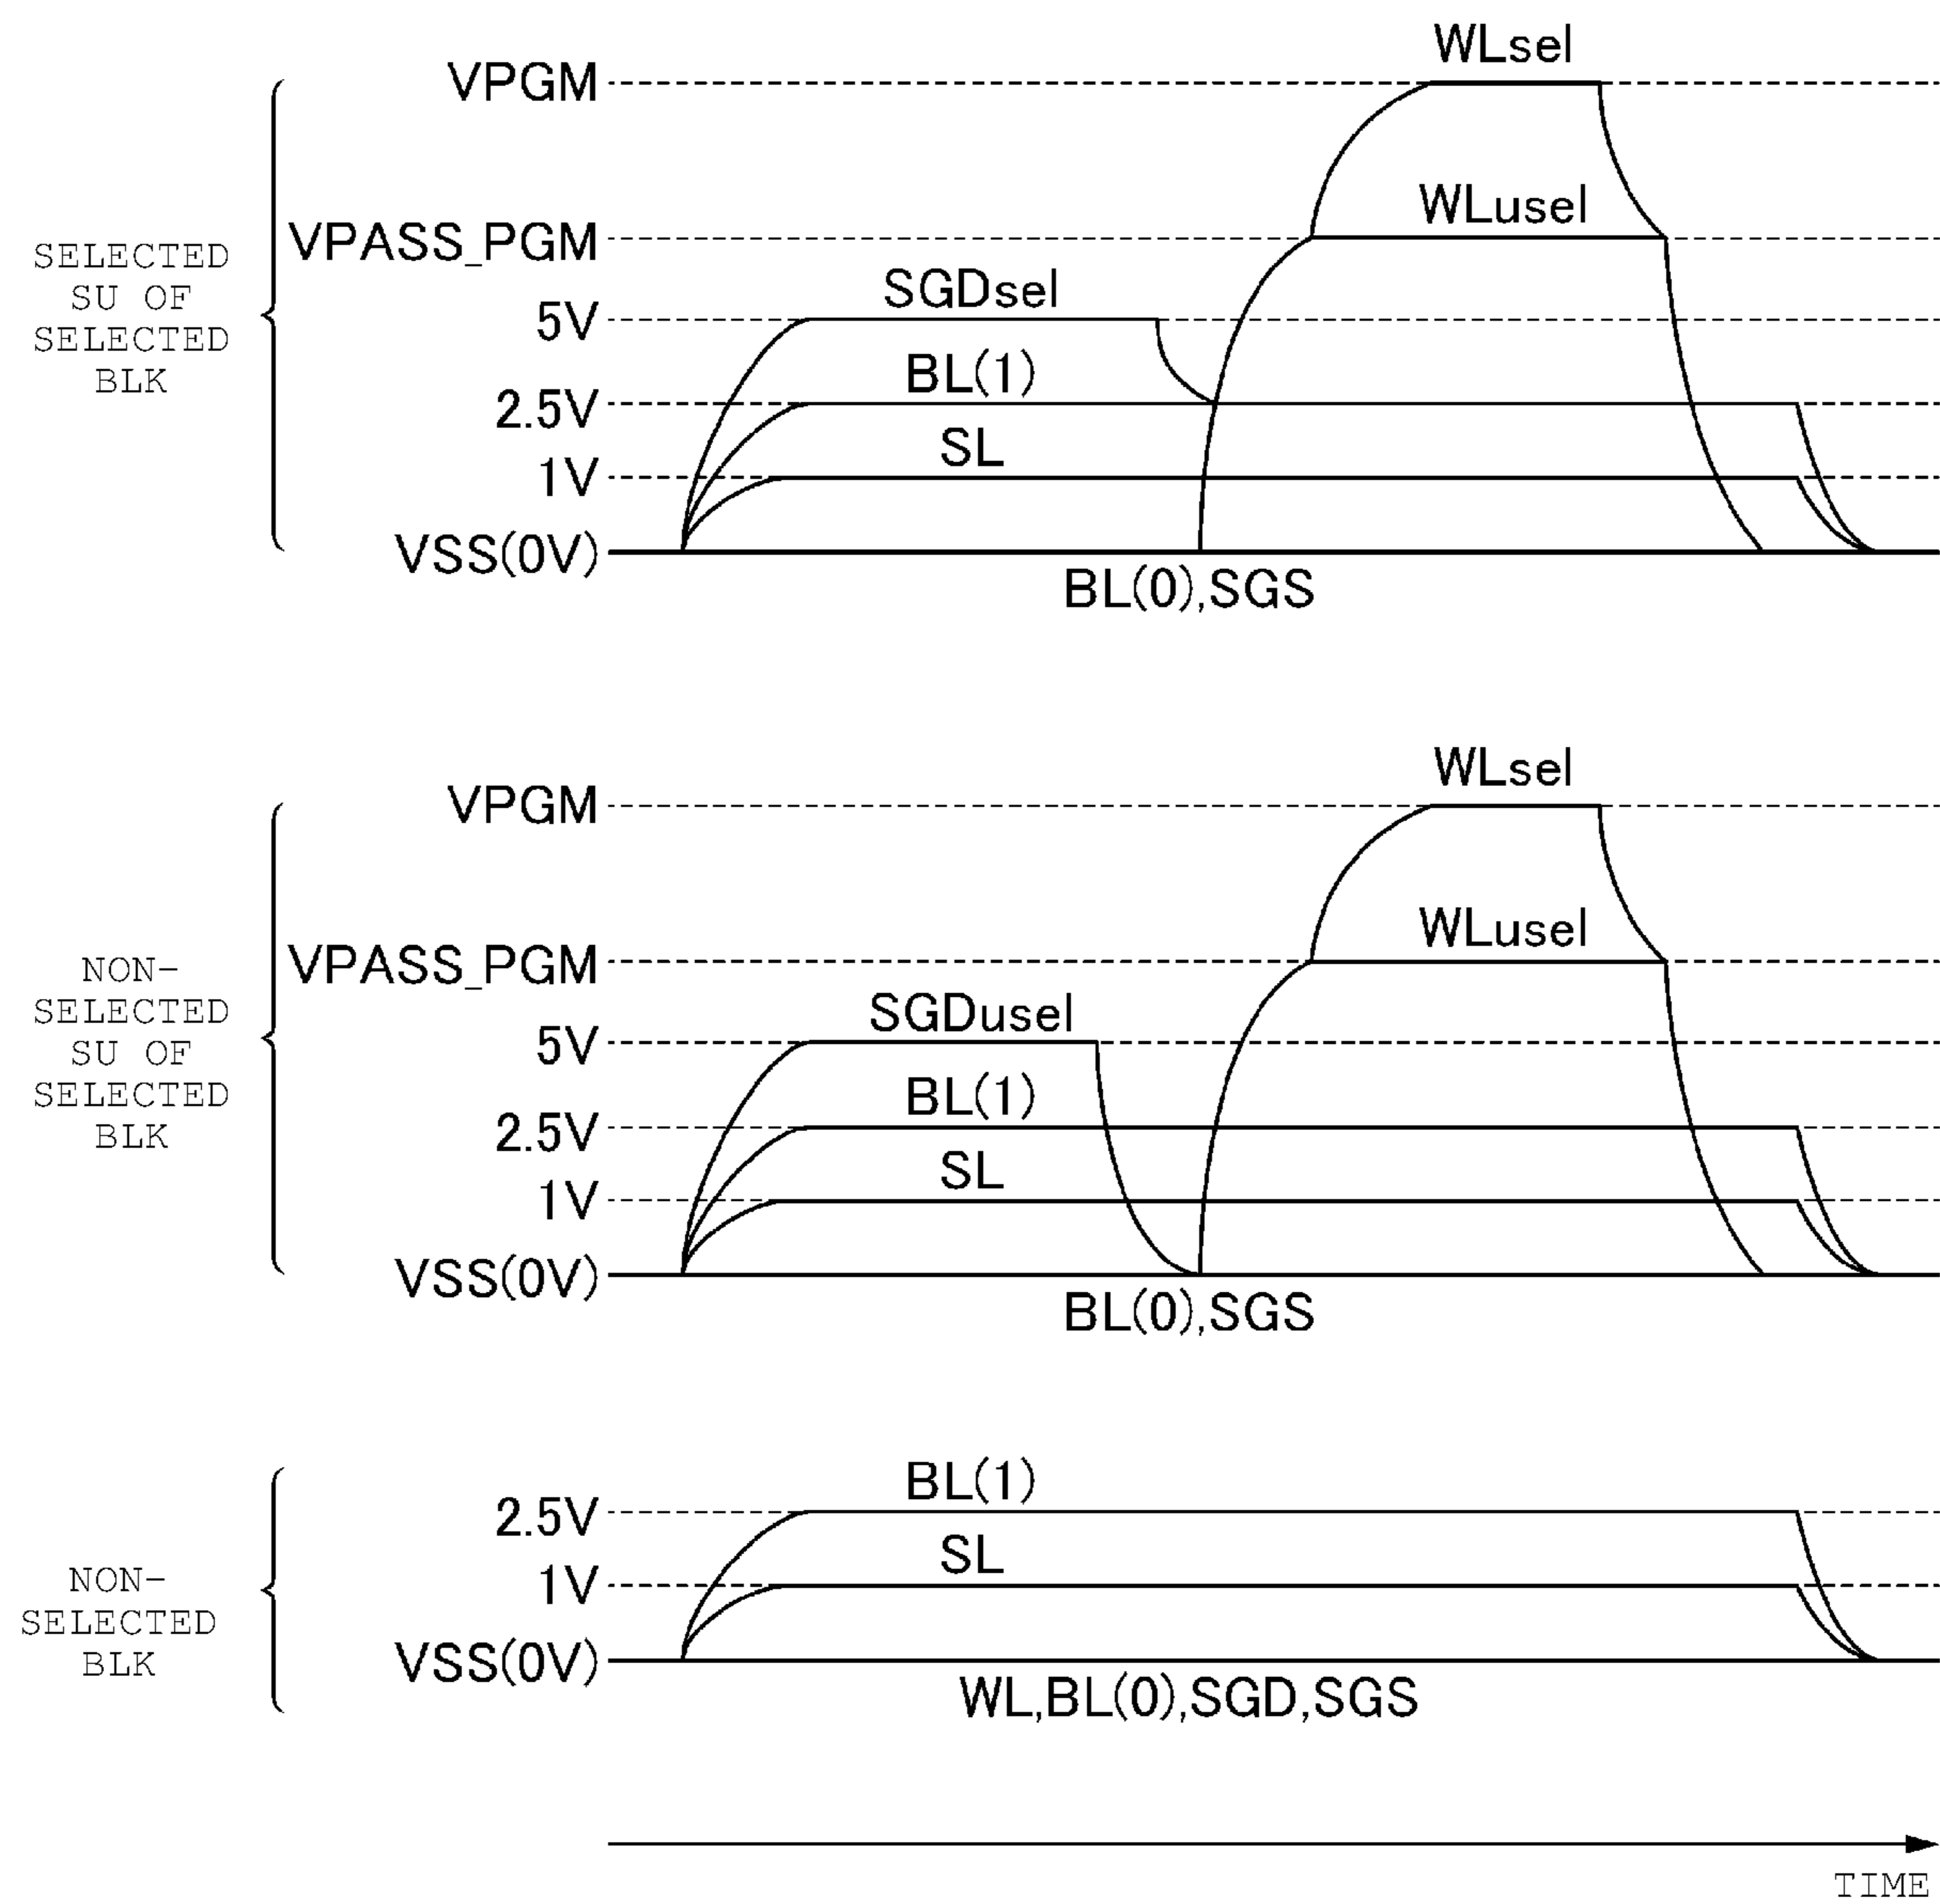 WLsel
VPGM
WLusel
VPASS_PGM
SELECTED
SU OF
SELECTED
BLK
SGDsel
5V
BL(1)
2.5V
SL
1V
VSS(0V)
BL(0),SGS
WLsel
VPGM
WLusel
VPASS_PGM
NON-
SELECTED
SU OF
SELECTED
BLK
SGDusel
5V
BL(1)
2.5V
SL
1V
VSS(0V)
BL(0),SGS
BL(1)
2.5V
SL
1V
NON-
SELECTED
BLK
VSS(0V)
WL,BL(0),SGD,SGS
TIME